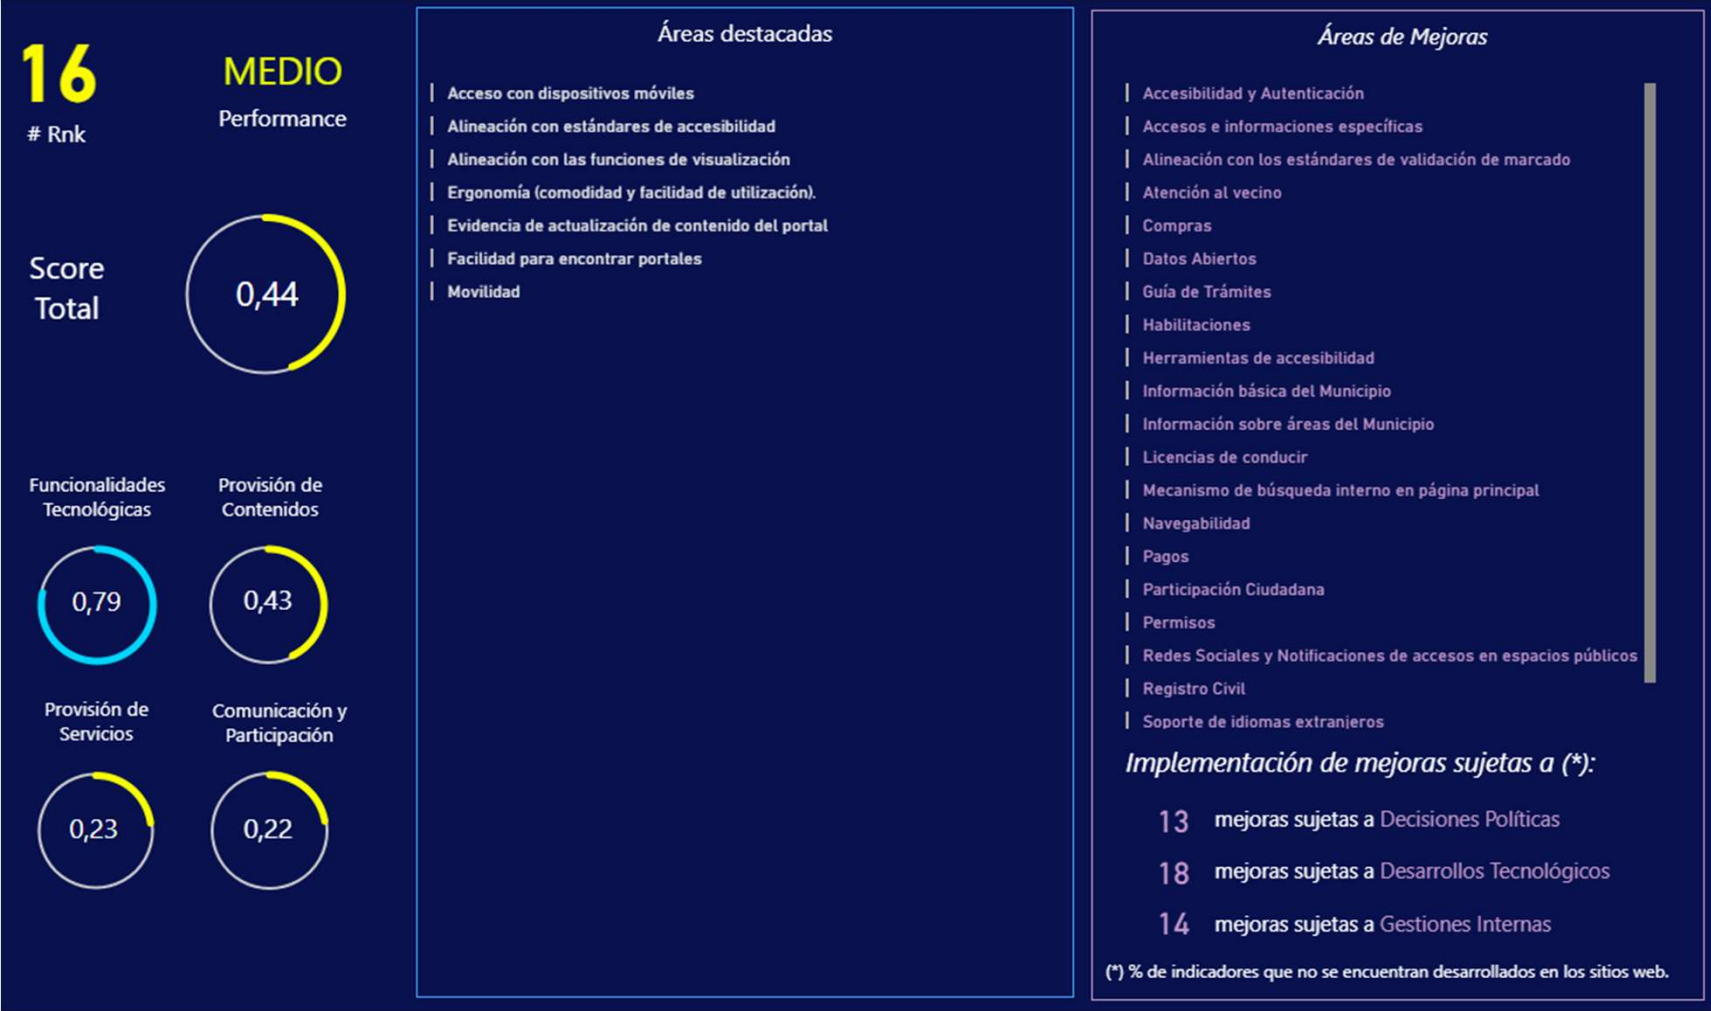 16
# Rnk
MEDIO
Performance
Score
Total
0,44
Funcionalidades
Tecnológicas
0,79
Provisión de
Contenidos
0,43
Provisión de
Servicios
0,23
Comunicación y
Participación
0,22
Áreas destacadas
Acceso con dispositivos móviles
Alineación con estándares de accesibilidad
Alineación con las funciones de visualización
Ergonomía (comodidad y facilidad de utilización).
Evidencia de actualización de contenido del portal
Facilidad para encontrar portales
Movilidad
Áreas de Mejoras
Accesibilidad y Autenticación
Accesos e informaciones específicas
Alineación con los estándares de validación de marcado
Atención al vecino
Compras
Datos Abiertos
Guía de Trámites
Habilitaciones
Herramientas de accesibilidad
Información básica del Municipio
Información sobre áreas del Municipio
Licencias de conducir
Mecanismo de búsqueda interno en página principal
Navegabilidad
Pagos
Participación Ciudadana
Permisos
Redes Sociales y Notificaciones de accesos en espacios públicos
Registro Civil
Soporte de idiomas extranjeros
Implementación de mejoras sujetas a (*):
13 mejoras sujetas a Decisiones Políticas
18 mejoras sujetas a Desarrollos Tecnológicos
14 mejoras sujetas a Gestiones Internas
(*) % de indicadores que no se encuentran desarrollados en los sitios web.